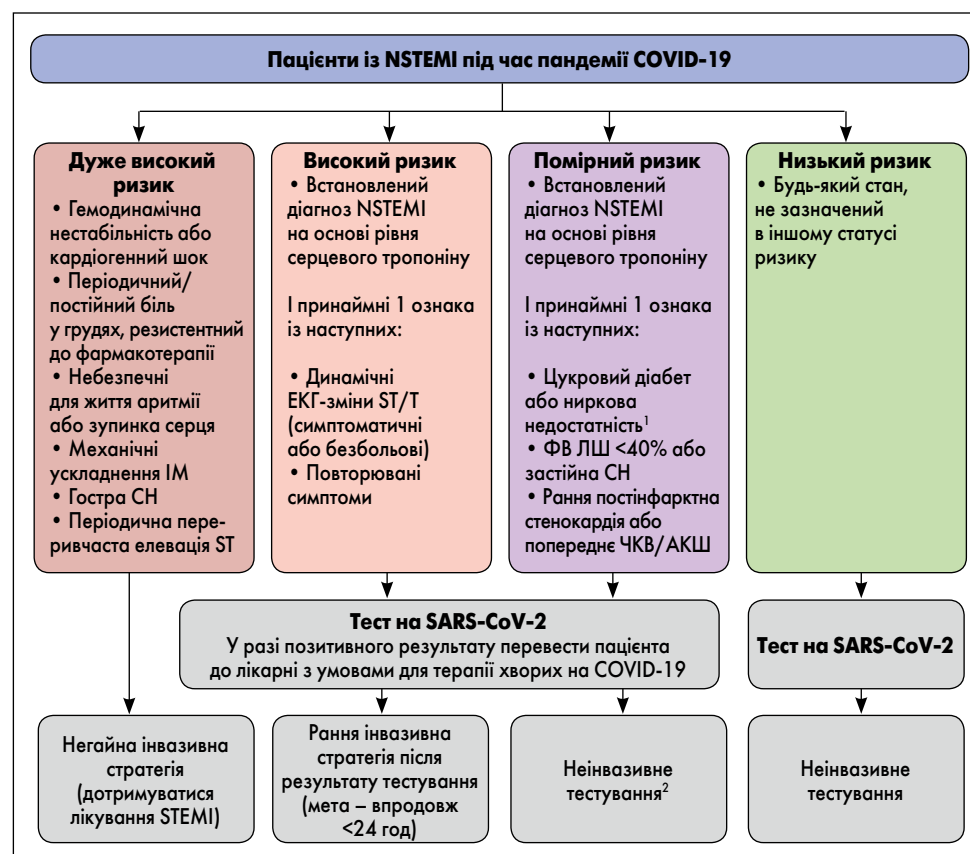 Пацієнти із NSTEMI під час пандемії COVID-19
Дуже високий
ризик
• Гемодинамічна
нестабільність або
кардіогенний шок
• Періодичний/
постійний біль
у грудях, резистентний
до фармакотерапії
• Небезпечні
для життя аритмії
або зупинка серця
• Механічні
ускладнення ІМ
• Гостра СН
• Періодична пере-
ривчаста елевація ST
Високий ризик
• Встановлений
діагноз NSTEMI
на основі рівня
серцевого тропоніну
І принаймні 1 ознака
із наступних:
• Динамічні
ЕКГ-зміни ST/T
(симптоматичні
або безбольові)
• Повторювані
симптоми
Помірний ризик
• Встановлений
діагноз NSTEMI
на основі рівня
серцевого тропоніну
І принаймні 1 ознака
із наступних:
• Цукровий діабет
або ниркова
недостатність¹
• ФВ ЛШ <40% або
застійна СН
• Рання постінфарктна
стенокардія або
попереднє ЧКВ/АКШ
Низький ризик
• Будь-який стан,
не зазначений
в іншому статусі
ризику
Тест на SARS-CoV-2
У разі позитивного результату перевести пацієнта
до лікарні з умовами для терапії хворих на COVID-19
Тест на SARS-CoV-2
Негайна інвазивна
стратегія
(дотримуватися
лікування STEMI)
Рання інвазивна
стратегія після
результату тестування
(мета – впродовж
<24 год)
Неінвазивне
тестування²
Неінвазивне
тестування